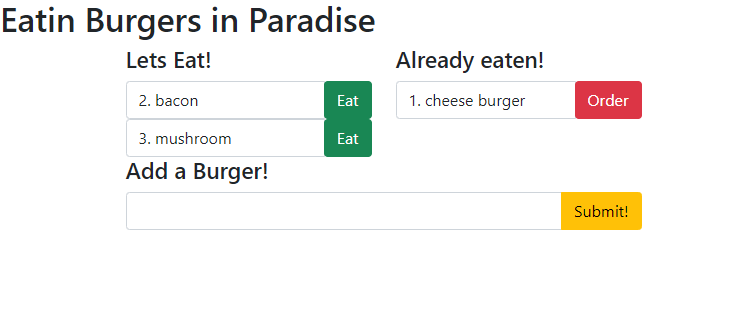 Eatin Burgers in Paradise
Lets Eat!
2. bacon Eat
3. mushroom Eat
Already eaten!
1. cheese burger Order
Add a Burger!
Submit!